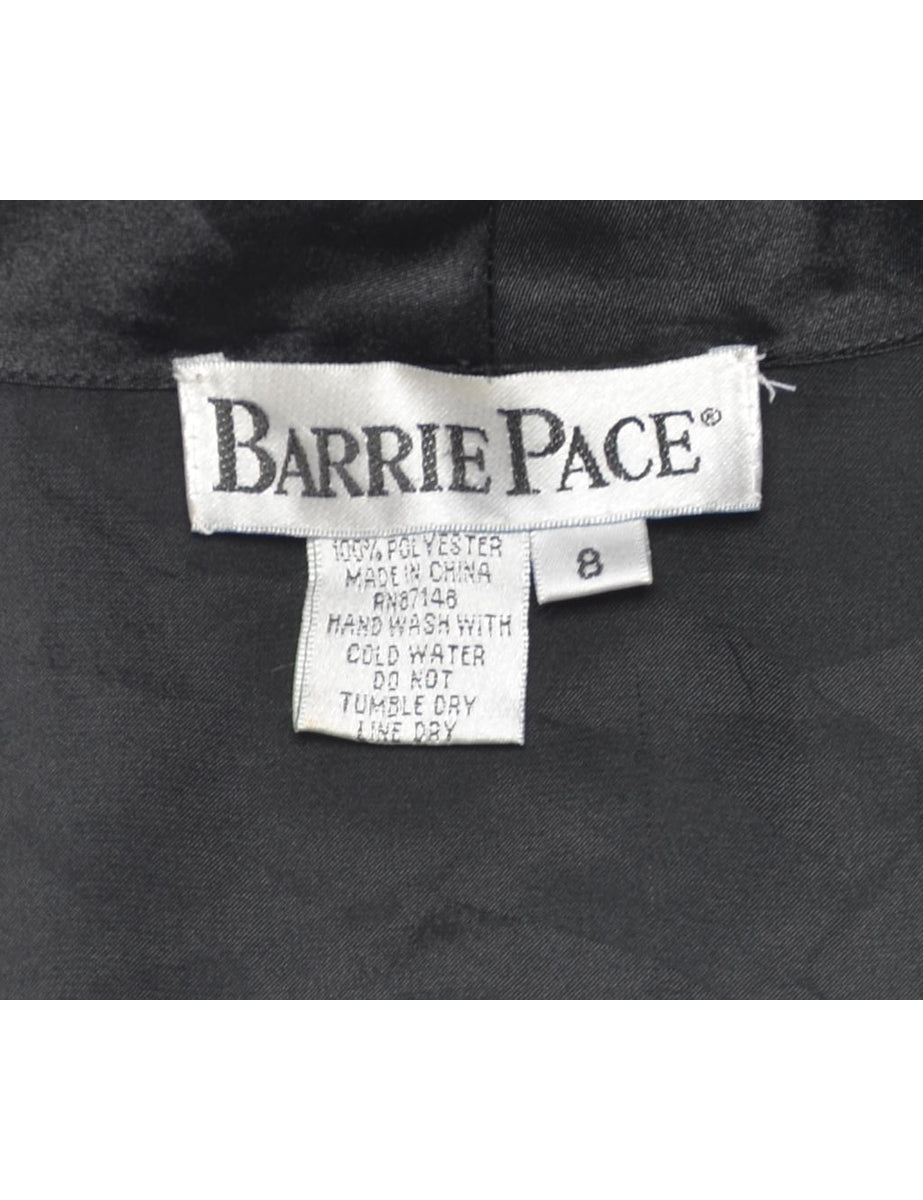 BARRIE PACE®
100% POLYESTER
MADE IN CHINA
RN87148
HAND WASH WITH
COLD WATER
DO NOT
TUMBLE DRY
LINE DRY
8